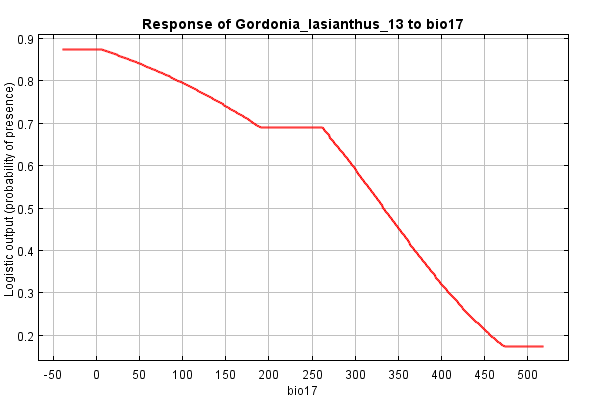 Response of Gordonia_lasianthus_13 to bio17
Logistic output (probability of presence)
0.9
0.8
0.7
0.6
0.5
0.4
0.3
0.2
-50 0 50 100 150 200 250 300 350 400 450 500
bio17